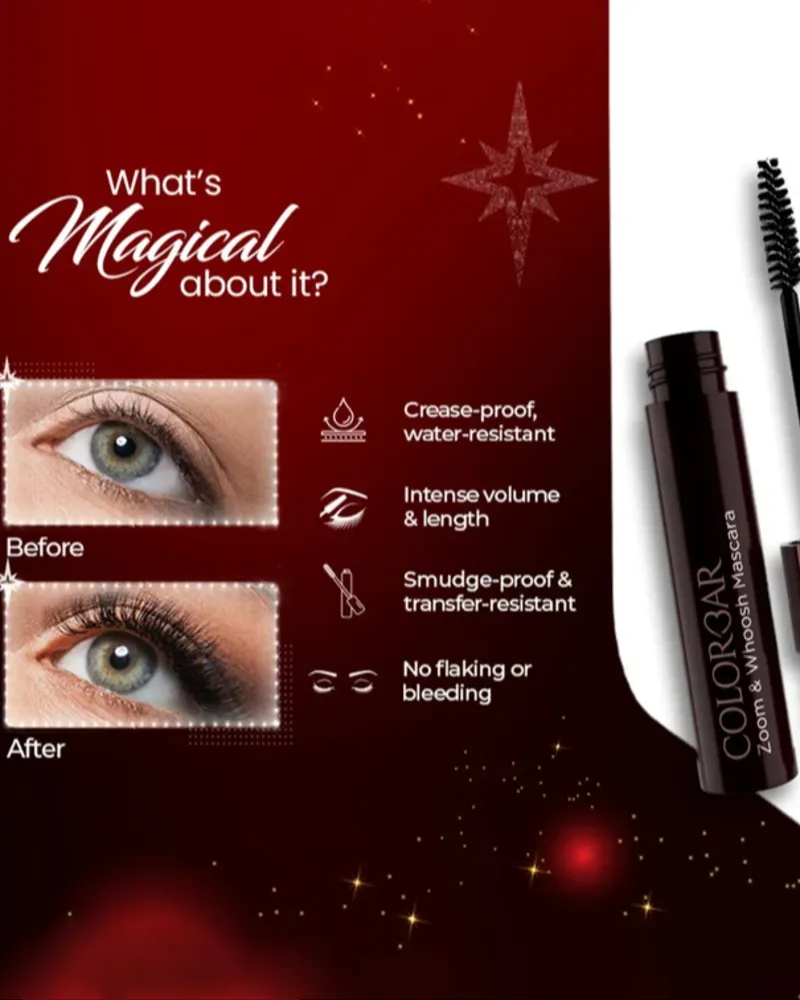 What's
Magical
about it?
Before
After
Crease-proof,
water-resistant
Intense volume
& length
Smudge-proof &
transfer-resistant
No flaking or
bleeding
COLORBAR
Zoom & Whoosh Mascara